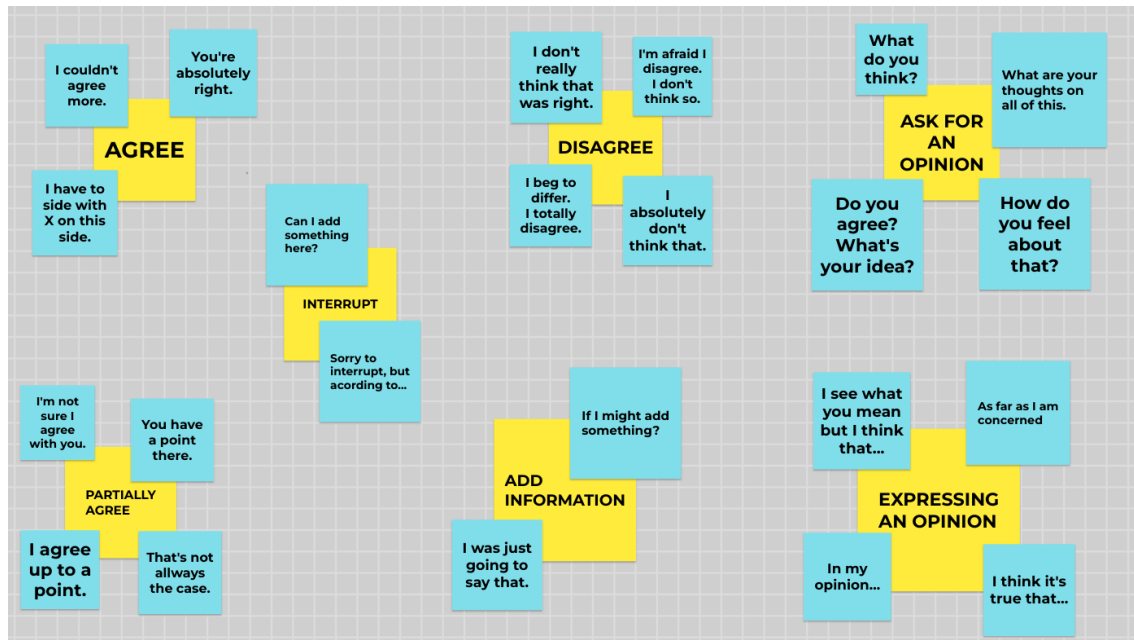 I couldn't
agree
more.
You're
absolutely
right.
AGREE
I have to
side with
X on this
side.
Can I add
something
here?
INTERRUPT
Sorry to
interrupt, but
acording to...
I don't
really
think that
was right.
I'm afraid I
disagree.
I don't
think so.
DISAGREE
I beg to
differ.
I totally
disagree.
I
absolutely
don't
think that.
What
do you
think?
What are your
thoughts on
all of this.
ASK FOR
AN
OPINION
Do you
agree?
What's
your idea?
How do
you feel
about
that?
I'm not
sure I
agree
with you.
You have
a point
there.
PARTIALLY
AGREE
I agree
up to a
point.
That's not
allways
the case.
If I might add
something?
ADD
INFORMATION
I was just
going to
say that.
I see what
you mean
but I think
that...
As far as I am
concerned
EXPRESSING
AN OPINION
In my
opinion...
I think it's
true that...